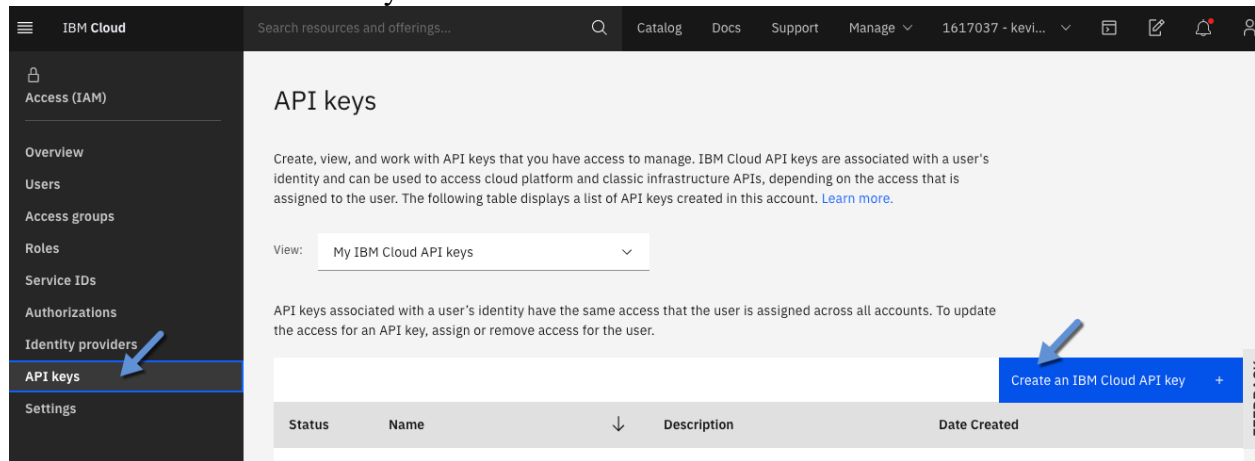 IBM Cloud
Search resources and offerings...
Catalog
Docs
Support
Manage
1617037 - kevi...
Access (IAM)
Overview
Users
Access groups
Roles
Service IDs
Authorizations
Identity providers
API keys
Settings
API keys
Create, view, and work with API keys that you have access to manage. IBM Cloud API keys are associated with a user's
identity and can be used to access cloud platform and classic infrastructure APIs, depending on the access that is
assigned to the user. The following table displays a list of API keys created in this account. Learn more.
View:
My IBM Cloud API keys
API keys associated with a user’s identity have the same access that the user is assigned across all accounts. To update
the access for an API key, assign or remove access for the user.
Create an IBM Cloud API key +
Status
Name
Description
Date Created